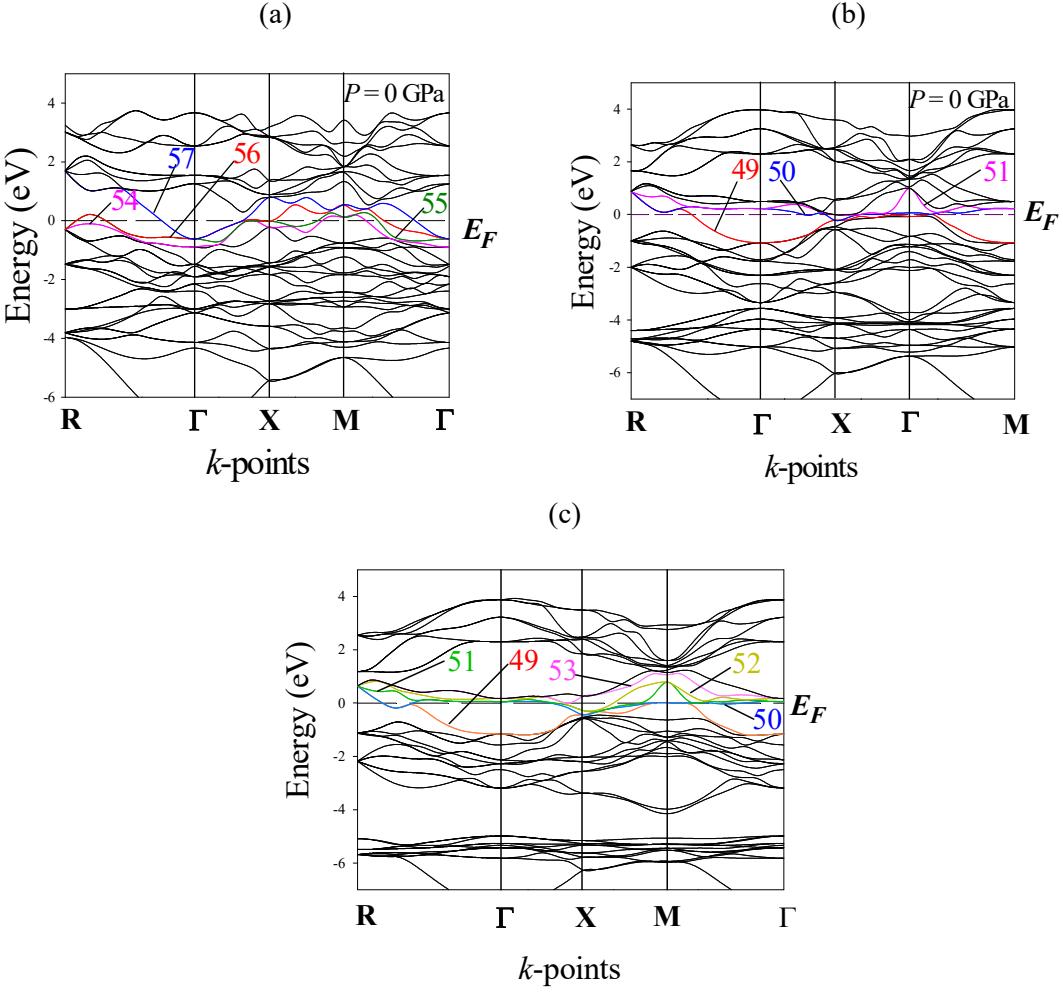 (a)
(b)
P = 0 GPa
P = 0 GPa
4
2
0
-2
-4
-6
Energy (eV)
57
56
54
55
E_F
R Γ X M Γ
k-points
4
2
0
-2
-4
-6
Energy (eV)
49
50
51
E_F
R Γ X Γ M
k-points
(c)
4
2
0
-2
-4
-6
Energy (eV)
51
49
53
52
50
E_F
R Γ X M Γ
k-points